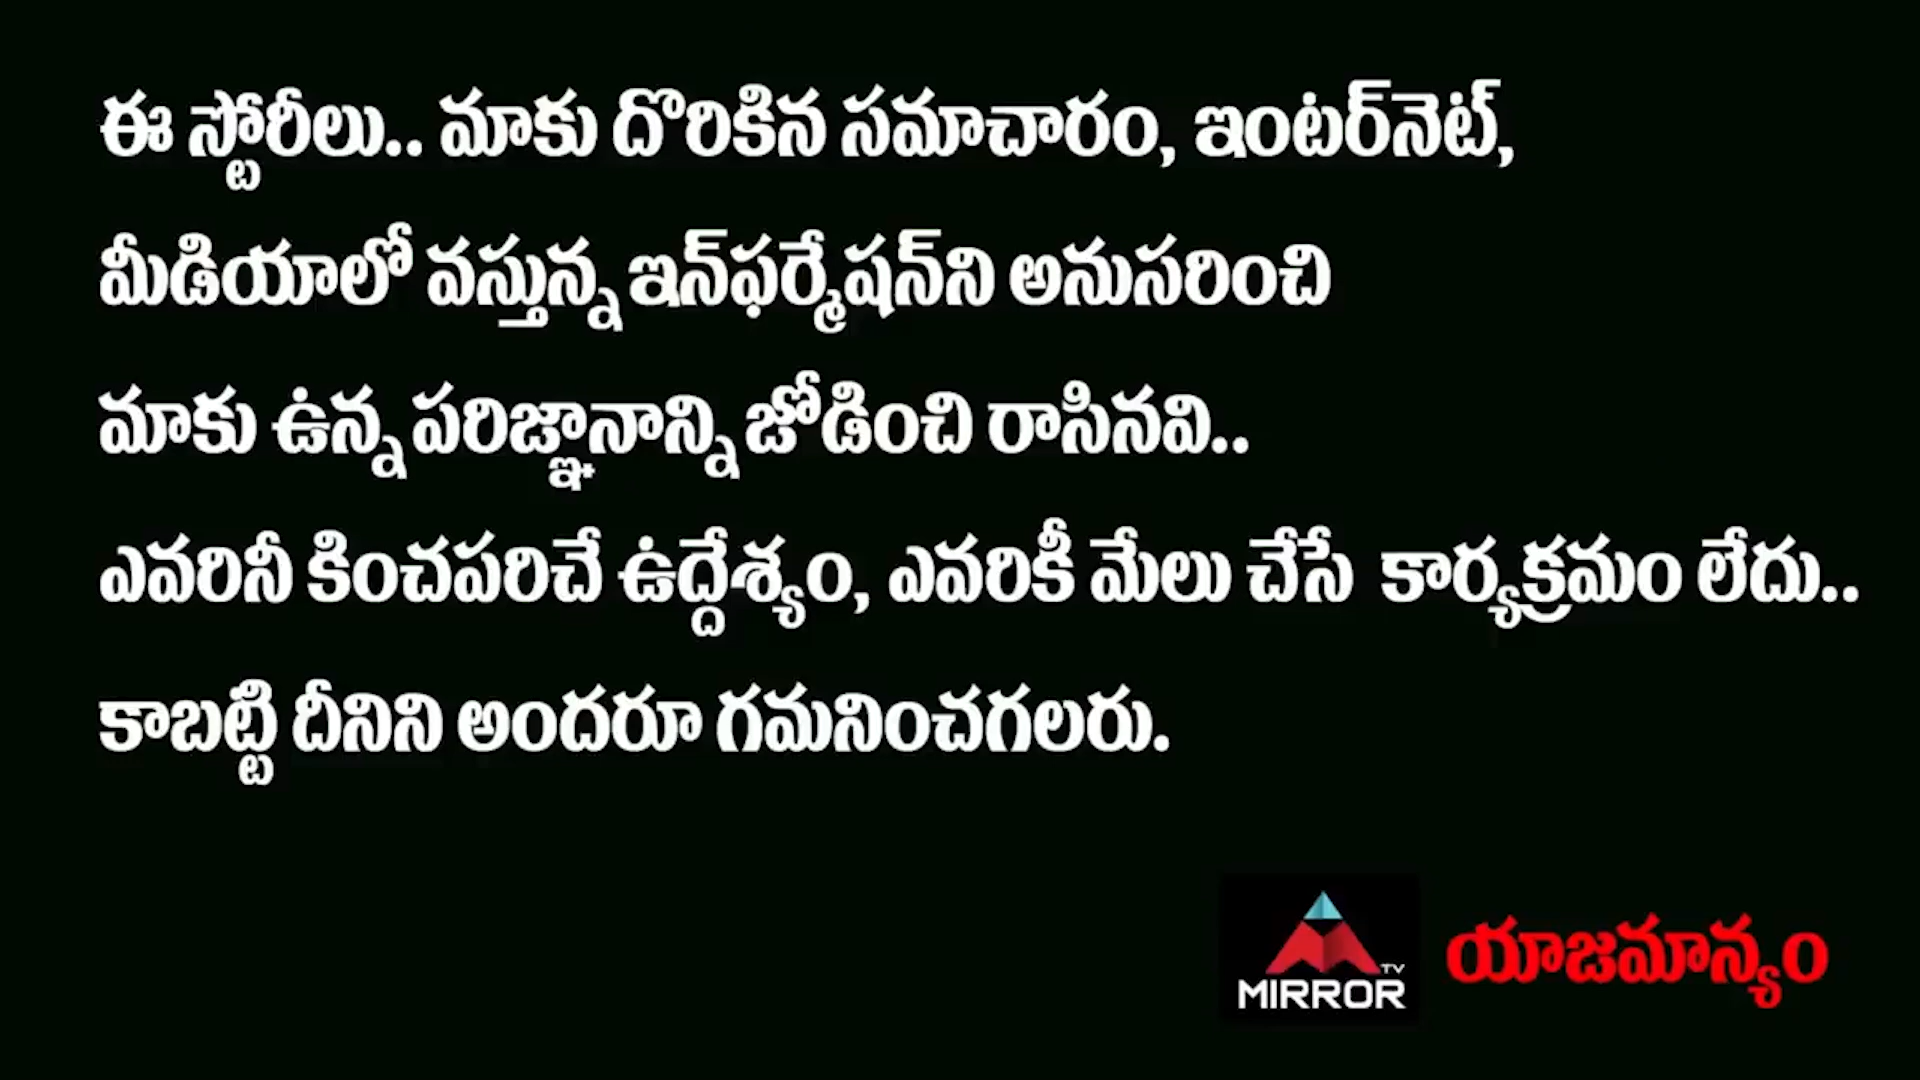 ఈ స్టోరీలు.. మాకు దొరికిన సమాచారం, ఇంటర్‌నెట్,
మీడియాలో వస్తున్న ఇన్‌ఫర్మేషన్‌ని అనుసరించి
మాకు ఉన్న పరిజ్ఞానాన్ని జోడించి రాసినవి..
ఎవరినీ కించపరిచే ఉద్దేశ్యం, ఎవరికీ మేలు చేసే కార్యక్రమం లేదు..
కాబట్టి దీనిని అందరూ గమనించగలరు.
TV
MIRROR
యాజమాన్యం